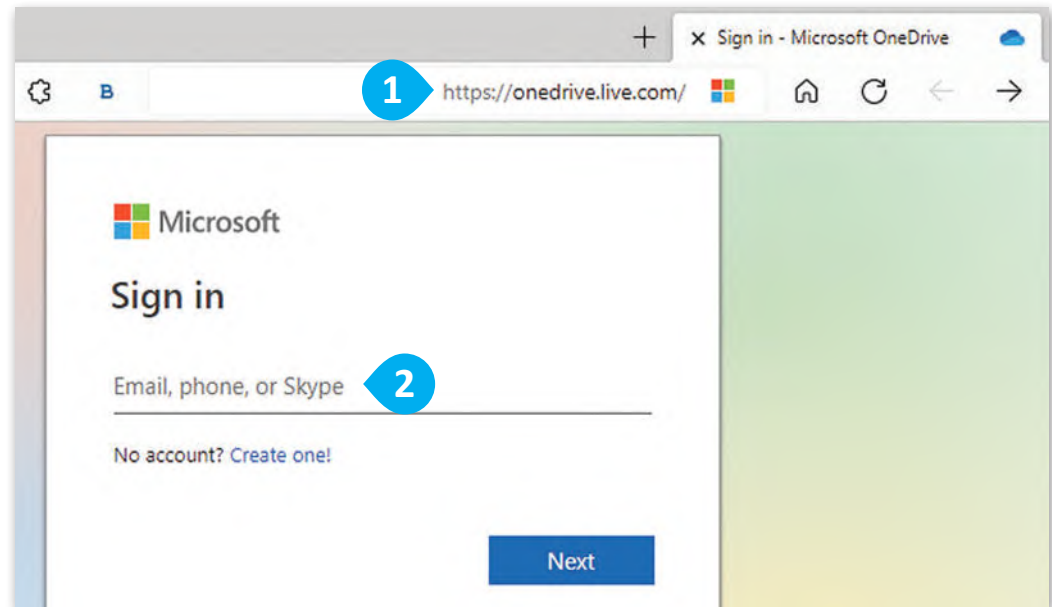 Sign in - Microsoft OneDrive
B
1 https://onedrive.live.com/
Microsoft
Sign in
Email, phone, or Skype 2
No account? Create one!
Next